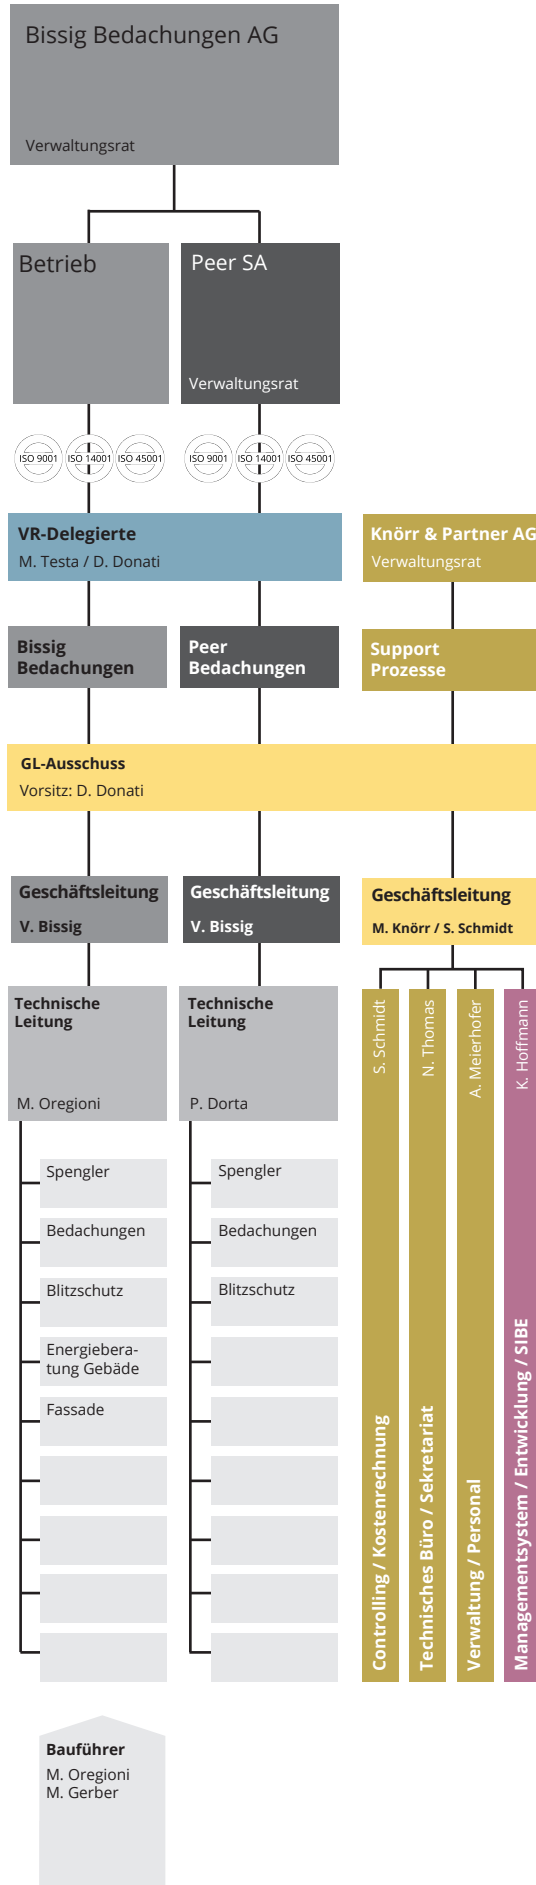 Bissig Bedachungen AG
Verwaltungsrat
Betrieb
Peer SA
Verwaltungsrat
ISO 9001
ISO 14001
ISO 45001
ISO 9001
ISO 14001
ISO 45001
VR-Delegierte
M. Testa / D. Donati
Knörr & Partner AG
Verwaltungsrat
Bissig
Bedachungen
Peer
Bedachungen
Support
Prozesse
GL-Ausschuss
Vorsitz: D. Donati
Geschäftsleitung
V. Bissig
Geschäftsleitung
V. Bissig
Geschäftsleitung
M. Knörr / S. Schmidt
Technische
Leitung
M. Oregioni
Technische
Leitung
P. Dorta
Spengler
Bedachungen
Blitzschutz
Energiebera-
tung Gebäde
Fassade
Spengler
Bedachungen
Blitzschutz
S. Schmidt
Controlling / Kostenrechnung
N. Thomas
Technisches Büro / Sekretariat
A. Meierhofer
Verwaltung / Personal
K. Hoffmann
Managementsystem / Entwicklung / SIBE
Bauführer
M. Oregioni
M. Gerber